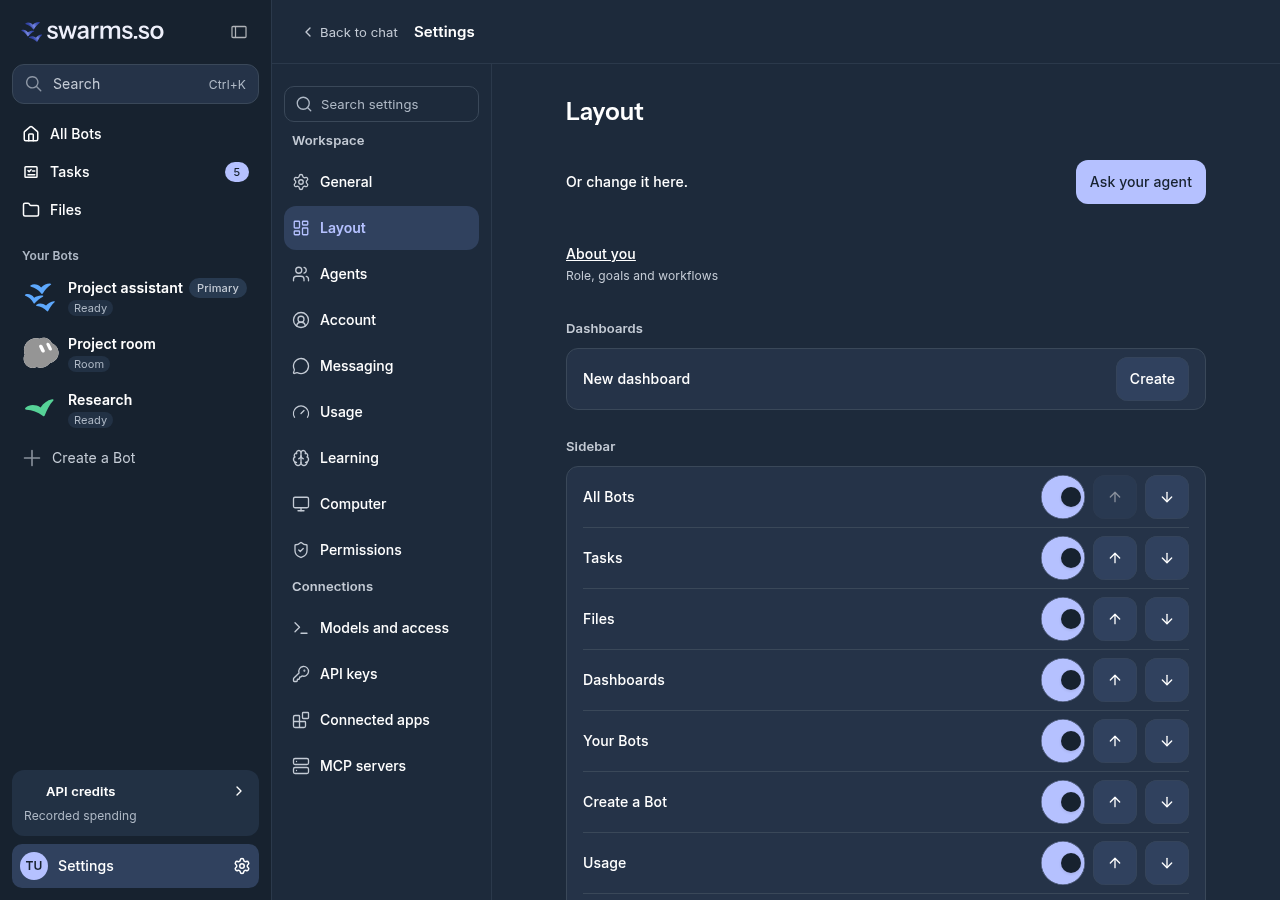 swarms.so
Search Ctrl+K
All Bots
Tasks 5
Files
Your Bots
Project assistant Primary
Ready
Project room
Room
Research
Ready
Create a Bot
API credits
Recorded spending
TU Settings
Back to chat Settings
Search settings
Workspace
General
Layout
Agents
Account
Messaging
Usage
Learning
Computer
Permissions
Connections
Models and access
API keys
Connected apps
MCP servers
Layout
Or change it here. Ask your agent
About you
Role, goals and workflows
Dashboards
New dashboard Create
Sidebar
All Bots
Tasks
Files
Dashboards
Your Bots
Create a Bot
Usage